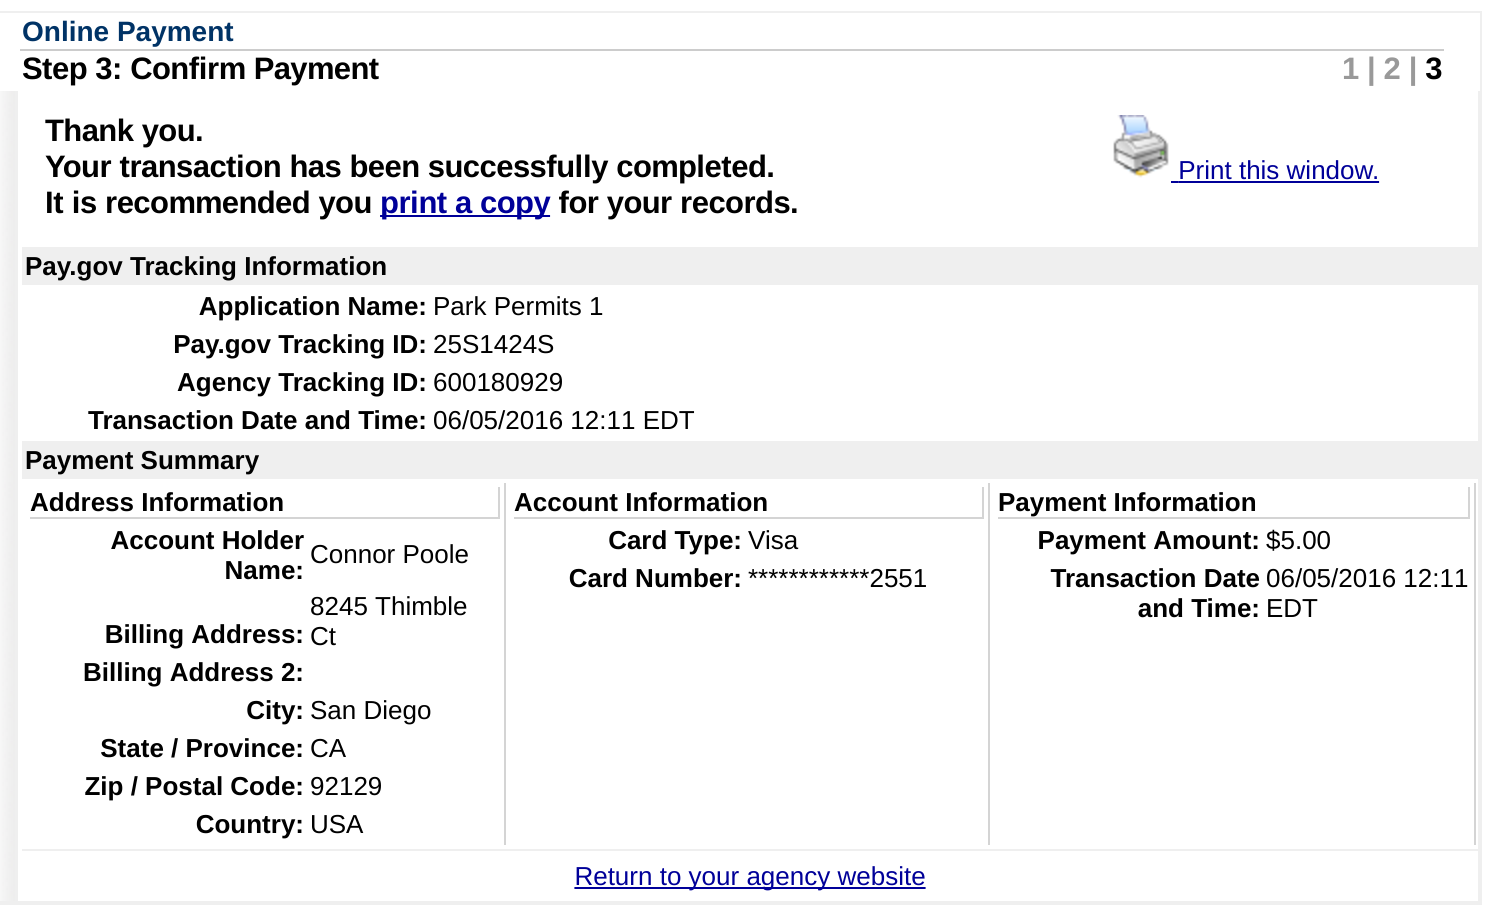 Online Payment
Step 3: Confirm Payment 1 | 2 | 3
Thank you.
Your transaction has been successfully completed.
It is recommended you print a copy for your records.
Print this window.
Pay.gov Tracking Information
Application Name: Park Permits 1
Pay.gov Tracking ID: 25S1424S
Agency Tracking ID: 600180929
Transaction Date and Time: 06/05/2016 12:11 EDT
Payment Summary
Address Information
Account Holder
Name: Connor Poole
Billing Address: 8245 Thimble
Ct
Billing Address 2:
City: San Diego
State / Province: CA
Zip / Postal Code: 92129
Country: USA
Account Information
Card Type: Visa
Card Number: ************2551
Payment Information
Payment Amount: $5.00
Transaction Date 06/05/2016 12:11
and Time: EDT
Return to your agency website